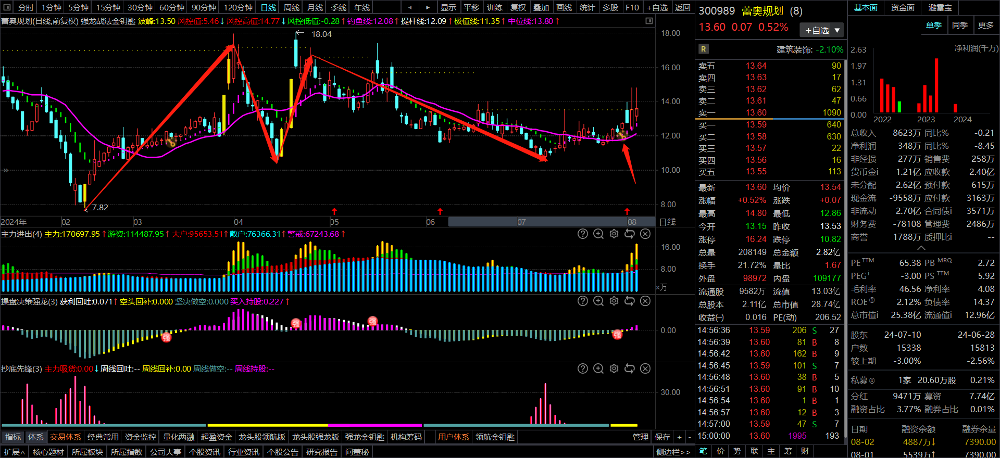 分时 1分钟 5分钟 15分钟 30分钟 60分钟 90分钟 120分钟 日线 周线 月线 季线 年线 ◂ ▸ 显示 平移 训练 复权 叠加 画线 统计 多股 F10 +自选 返回
蕾奥规划(日线,前复权) 强龙战法金钥匙 波峰:13.50 风控值:5.46↓ 风控高值:14.77↓ 风控低值:-0.28↑ 钓鱼线:12.08↑ 提杆线:12.09↑ 极值线:11.35↑ 中位线:13.80↑
18.00
16.00
14.00
12.00
10.00
8.00
18.04
7.82
2024年 02 03 04 05 06 07 08 日线
主力进出(4) 主力:170697.95↑ 游资:114487.95↑ 大户:95653.51↑ 散户:76366.31↑ 警戒:67243.68↑
16.00
8.00
×万
操盘决策强龙(3) 获利回吐:0.071↑ 空头回补:0.000 坚决做空:0.000 买入持股:0.227↑
强 强 强 强
0.00
抄底先锋(3) 主力吸货:0.00↓ 周线回吐:-- 周线回补:0.00 周线做空:-- 周线持股:--
30.00
指标 体系 交易体系 经典常用 资金监控 量化两融 超盈资金 龙头股领航版 龙头股强龙版 强龙金钥匙 机构筹码 用户体系 领航金钥匙 管理 保存 + -
扩展∧ 核心题材 所属板块 所属指数 公司大事 个股资讯 行业资讯 个股公告 研究报告 问董秘 侧边栏>>
300989 蕾奥规划 (8)
13.60 0.07 0.52% +自选 ▼
R 建筑装饰: -2.10%
卖五 13.64 90
卖四 13.63 17
卖三 13.62 62
卖二 13.61 47
卖一 13.60 1090
买一 13.59 640
买二 13.58 630
买三 13.57 22
买四 13.56 16
买五 13.55 113
最新 13.60 均价 13.54
涨幅 +0.52% 涨跌 +0.07
最高 14.80 最低 12.86
今开 13.15 昨收 13.53
涨停 16.24 跌停 10.82
总量 208149 总金额 2.82亿
换手 21.72% 量比 1.67
外盘 98972 内盘 109177
流通股 9582万 流值 13.03亿
总股本 2.11亿 总市值 28.74亿
收益(一) 0.016 PE(动) 206.52
14:56:36 13.59 206 S 27
14:56:39 13.60 81 B 8
14:56:42 13.60 162 B 9
14:56:45 13.59 101 S 7
14:56:48 13.60 38 B 5
14:56:51 13.60 91 B 10
14:56:54 13.60 1 B 1
14:56:57 13.60 12 B 3
14:57:00 13.59 47 S 7
15:00:00 13.60 1995 193
笔 价 势 联 主 筹 财
基本面 资金面 避雷宝
单季 同季 更多
净利润(千万)
2.63
1.97
1.31
0.66
0.00
2022 2023 2024
总收入 8623万 同比% -0.21
净利润 348万 同比% -8.45
非经损 277万 销售费 258万
货币金i 1.21亿 应收款 2.40亿
未分配 2.62亿 预付款 615万
现金流 -9558万 应付款 3163万
非流动 2.70亿 合同债i 3571万
财务费 -78108 管理费 2486万
商誉 1788万 质押比i --
PE TTM 65.38 PB MRQ 2.72
PEG i -3.00 PS TTM 5.92
毛利率 46.56 净利率 4.08
ROE① 2.12% 负债率 14.37
总市值i 25.38亿 流通值i 12.96亿
股东 24-07-10 24-06-28
户数 15338 15813
较上期 -3.00% -2.56%
私募④ 1家 20.60万股 0.21%
分红 9471万 募资 7.74亿
融资占比 3.77% 融券占比 0.01%
日期 融资余额 融券余量
08-02 4887万↓ 7390.00
08-01 5539万↑ 7390.00